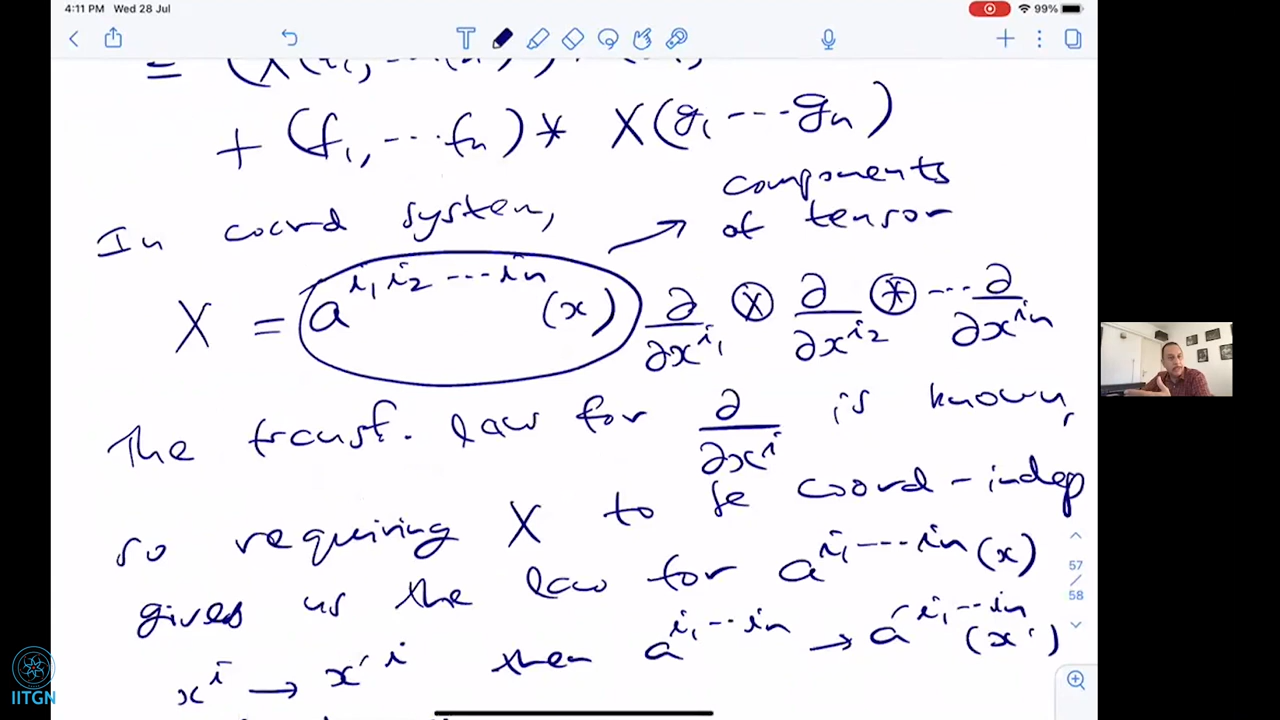 4:11 PM Wed 28 Jul 99%
+ (f₁, ---fₙ) * X(g₁ ---gₙ)
In coord system,
components
of tensor
X = a^{i₁i₂ ---iₙ}(x) ∂/∂x^{i₁} ⊗ ∂/∂x^{i₂} ⊛ --- ∂/∂x^{iₙ}
The transf. law for ∂/∂x^i is known,
so requiring X to be coord-indep
gives us the law for a^{i₁---iₙ}(x)
57
/
58
x^i → x'^i then a^{i₁---iₙ} → a'^{i₁---iₙ}(x')
IITGN